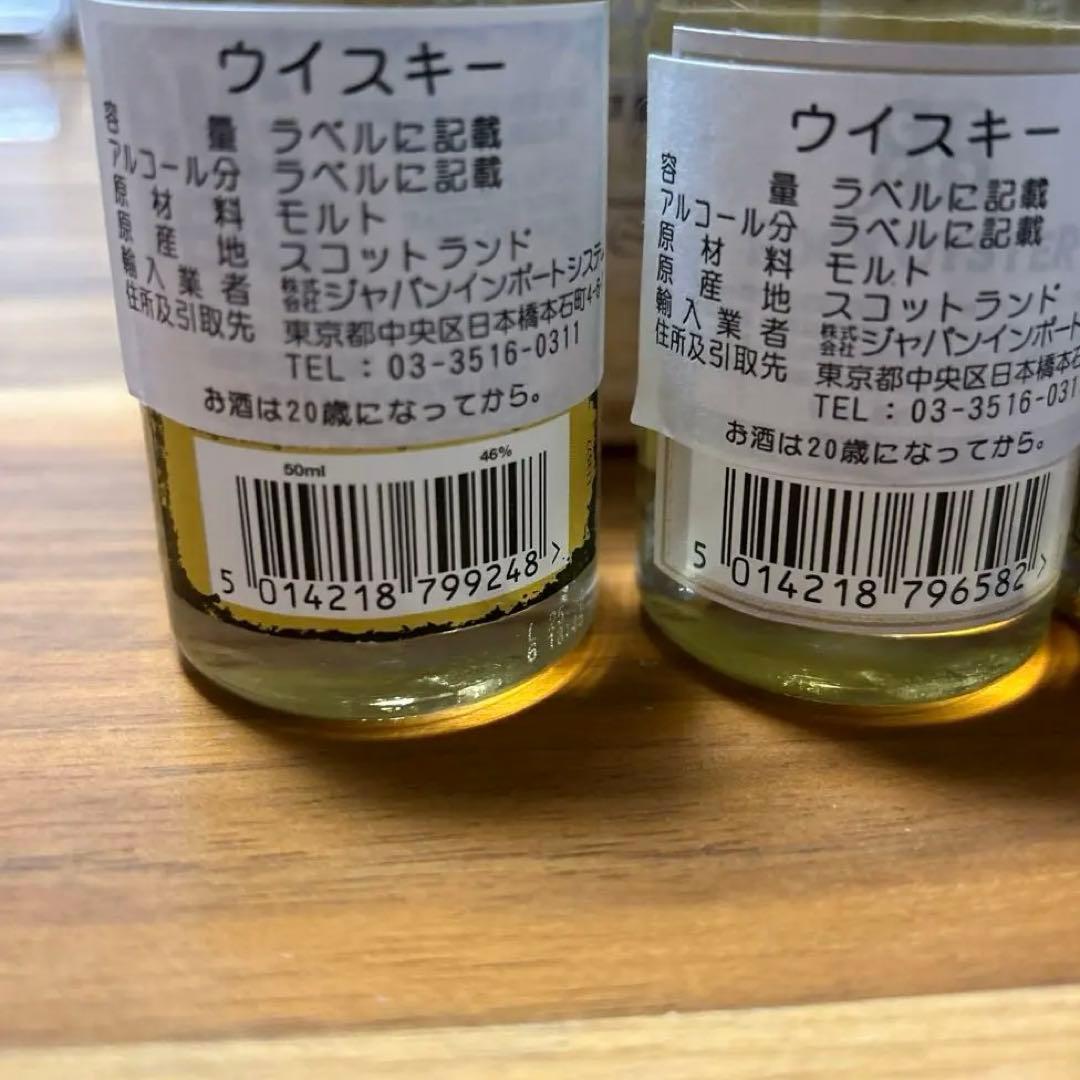 ウイスキー
容量 ラベルに記載
アルコール分 ラベルに記載
原材料 モルト
原産地 スコットランド
輸入業者 株式会社ジャパンインポートシステ
住所及引取先 東京都中央区日本橋本石町4-6
TEL：03-3516-0311
お酒は20歳になってから。
50ml 46%
5 014218 799248 >
ウイスキー
容量 ラベルに記載
アルコール分 ラベルに記載
原材料 モルト
原産地 スコットランド
輸入業者 株式会社ジャパンインポート
住所及引取先 東京都中央区日本橋本石
TEL：03-3516-031
お酒は20歳になってから。
5 014218 796582 >